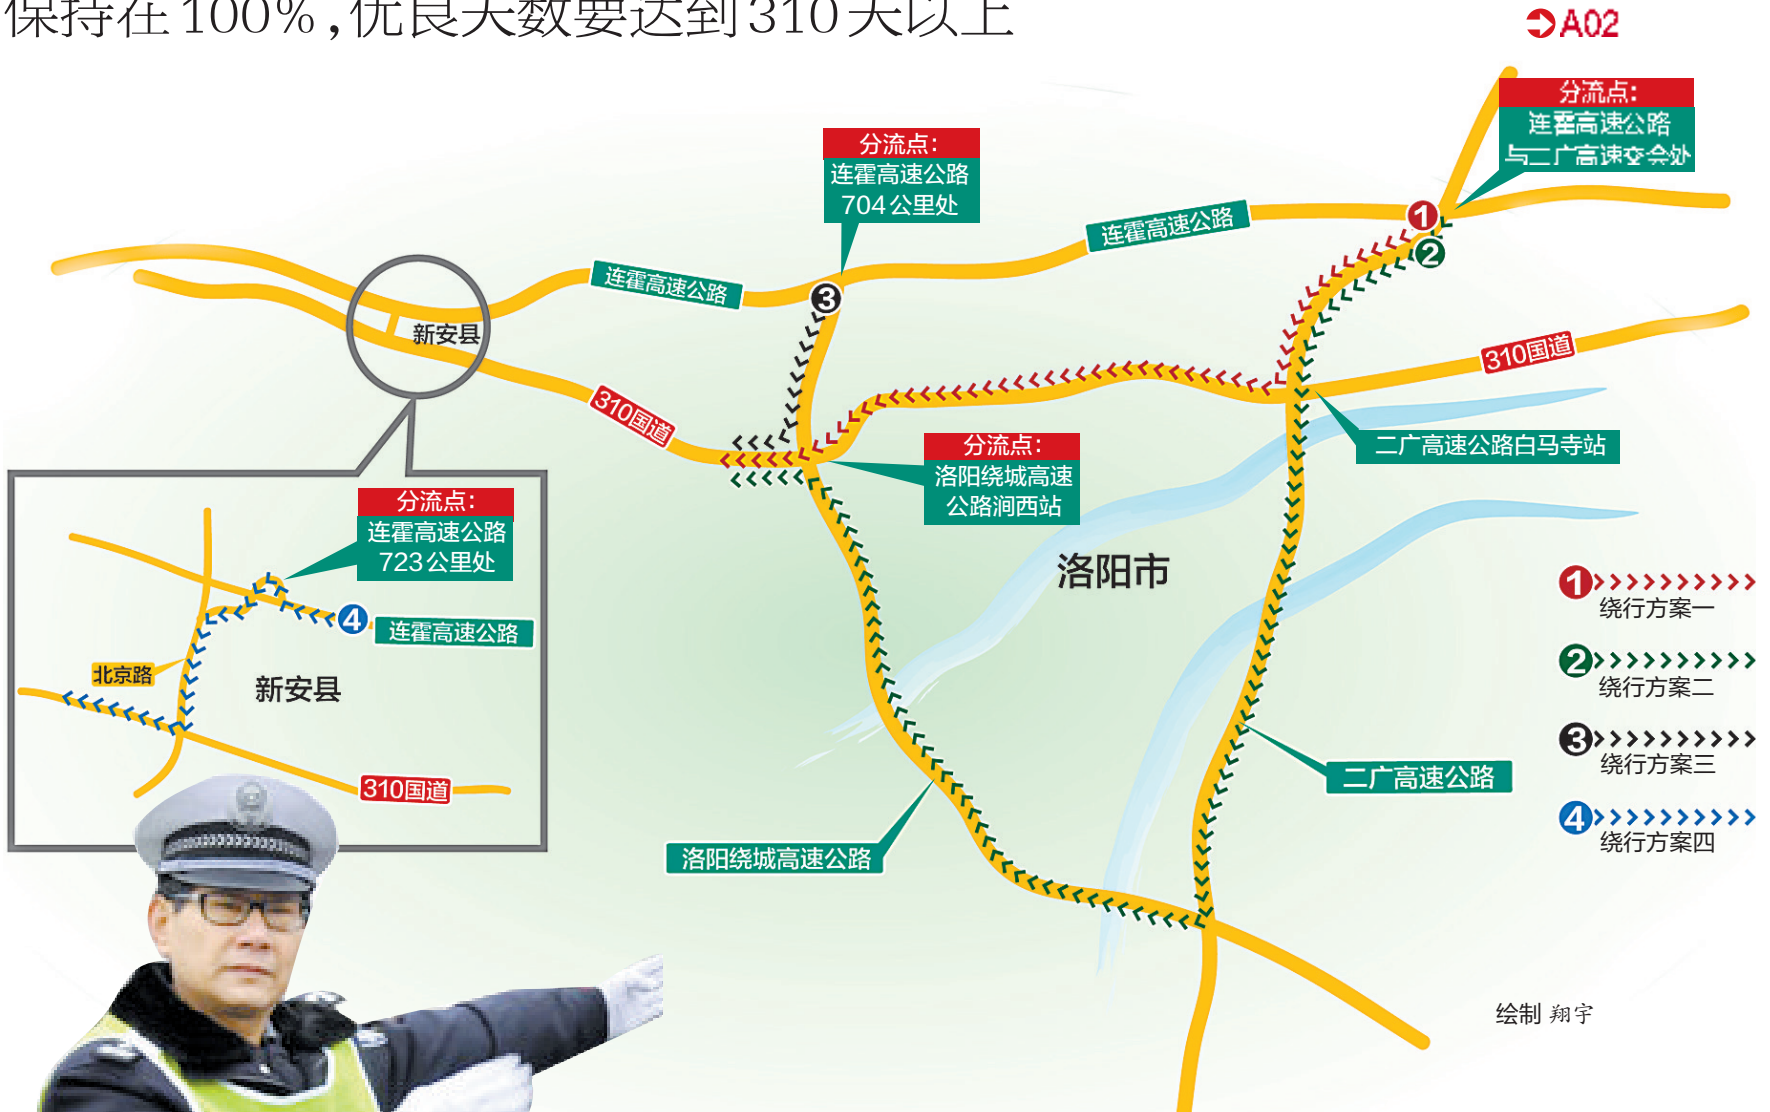 保持在100%,优良天数要达到310天以上
A02
分流点:
连霍高速公路
与二广高速交会处
分流点:
连霍高速公路
704公里处
连霍高速公路
1
2
连霍高速公路
3
新安县
310国道
310国道
二广高速公路白马寺站
分流点:
洛阳绕城高速
公路涧西站
分流点:
连霍高速公路
723公里处
4
连霍高速公路
北京路
新安县
310国道
洛阳市
二广高速公路
洛阳绕城高速公路
1
绕行方案一
2
绕行方案二
3
绕行方案三
4
绕行方案四
绘制 翔宇